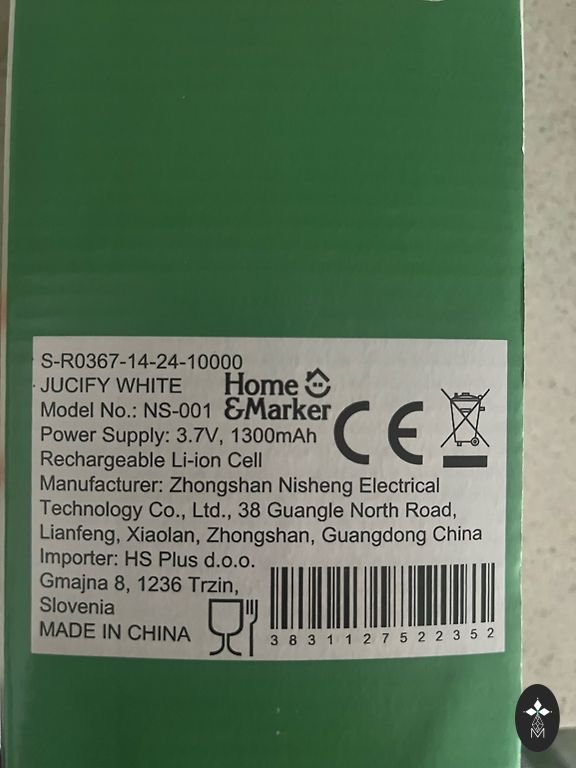 S-R0367-14-24-10000
JUCIFY WHITE
Home
&Marker
Model No.: NS-001
Power Supply: 3.7V, 1300mAh
Rechargeable Li-ion Cell
CE
Manufacturer: Zhongshan Nisheng Electrical
Technology Co., Ltd., 38 Guangle North Road,
Lianfeng, Xiaolan, Zhongshan, Guangdong China
Importer: HS Plus d.o.o.
Gmajna 8, 1236 Trzin,
Slovenia
MADE IN CHINA
3831127522352
M